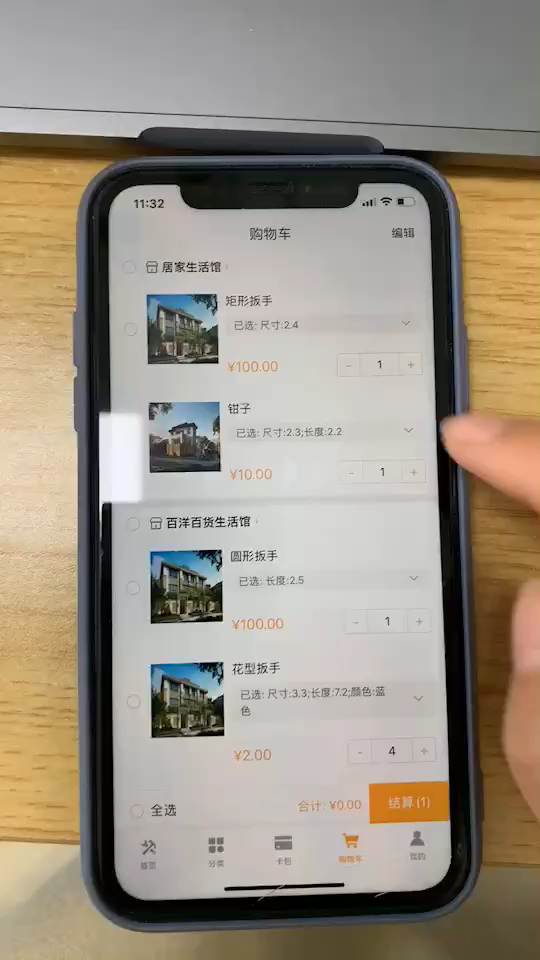 11:32
购物车
编辑
居家生活馆
矩形扳手
已选: 尺寸:2.4
¥100.00
- 1 +
钳子
已选: 尺寸:2.3;长度:2.2
¥10.00
- 1 +
百洋百货生活馆
圆形扳手
已选: 长度:2.5
¥100.00
- 1 +
花型扳手
已选: 尺寸:3.3;长度:7.2;颜色:蓝
色
¥2.00
- 4 +
全选
合计: ¥0.00
结算 (1)
首页
分类
卡包
购物车
我的